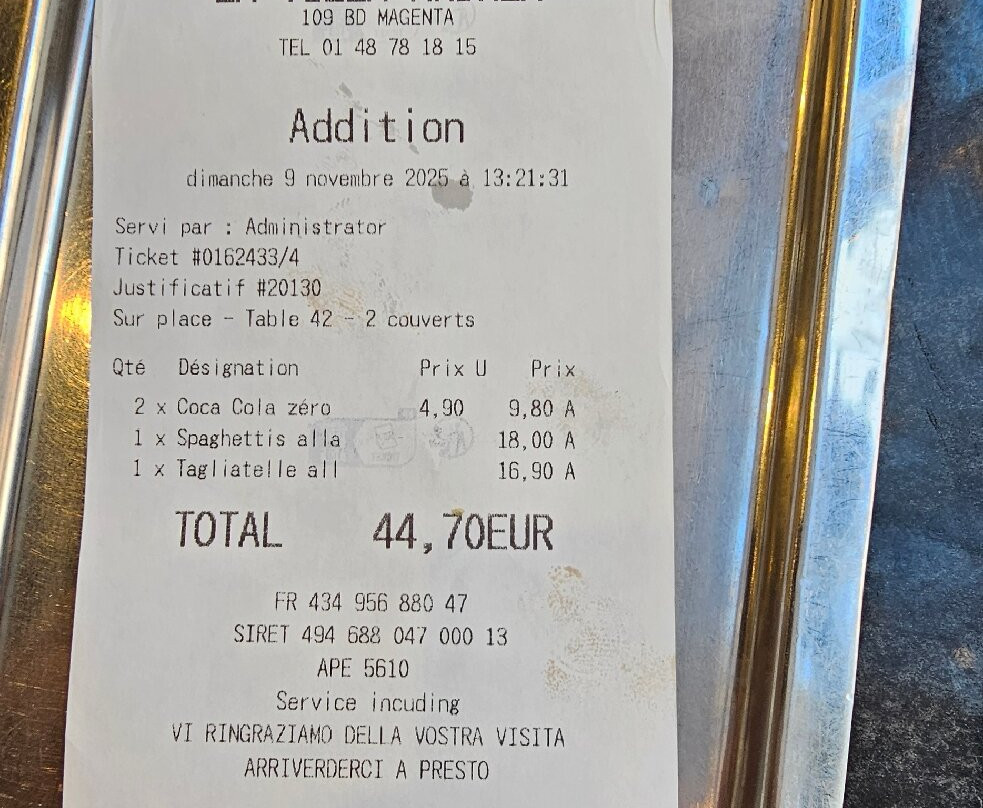 109 BD MAGENTA
TEL 01 48 78 18 15
Addition
dimanche 9 novembre 2025 à 13:21:31
Servi par : Administrator
Ticket #0162433/4
Justificatif #20130
Sur place - Table 42 - 2 couverts
Qté Désignation Prix U Prix
2 x Coca Cola zéro 4,90 9,80 A
1 x Spaghettis alla 18,00 A
1 x Tagliatelle all 16,90 A
TOTAL 44,70EUR
FR 434 956 880 47
SIRET 494 688 047 000 13
APE 5610
Service incuding
VI RINGRAZIAMO DELLA VOSTRA VISITA
ARRIVERDERCI A PRESTO